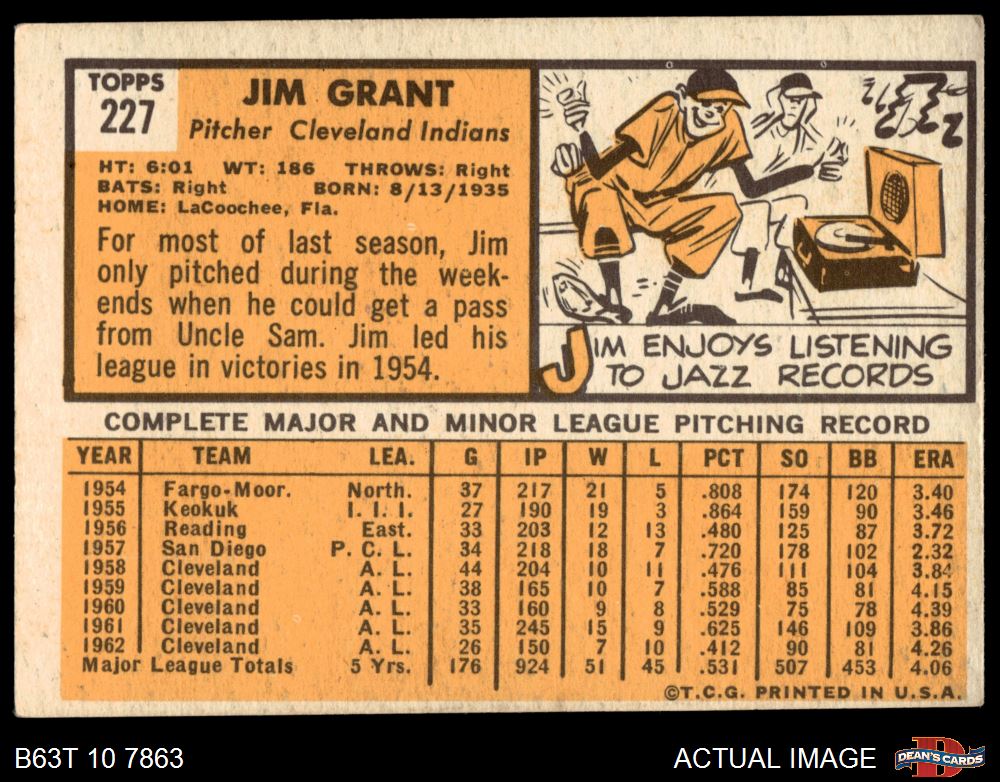 TOPPS
227
JIM GRANT
Pitcher Cleveland Indians
HT: 6:01 WT: 186 THROWS: Right
BATS: Right BORN: 8/13/1935
HOME: LaCoochee, Fla.
For most of last season, Jim
only pitched during the week-
ends when he could get a pass
from Uncle Sam. Jim led his
league in victories in 1954.
JIM ENJOYS LISTENING
TO JAZZ RECORDS
COMPLETE MAJOR AND MINOR LEAGUE PITCHING RECORD
YEAR TEAM LEA. G IP W L PCT SO BB ERA
1954 Fargo-Moor. North. 37 217 21 5 .808 174 120 3.40
1955 Keokuk I. I. I. 27 190 19 3 .864 159 90 3.46
1956 Reading East. 33 203 12 13 .480 125 87 3.72
1957 San Diego P. C. L. 34 218 18 7 .720 178 102 2.32
1958 Cleveland A. L. 44 204 10 11 .476 111 104 3.84
1959 Cleveland A. L. 38 165 10 7 .588 85 81 4.15
1960 Cleveland A. L. 33 160 9 8 .529 75 78 4.39
1961 Cleveland A. L. 35 245 15 9 .625 146 109 3.86
1962 Cleveland A. L. 26 150 7 10 .412 90 81 4.26
Major League Totals 5 Yrs. 176 924 51 45 .531 507 453 4.06
©T.C.G. PRINTED IN U.S.A.
B63T 10 7863 ACTUAL IMAGE
D
DEAN'S CARDS